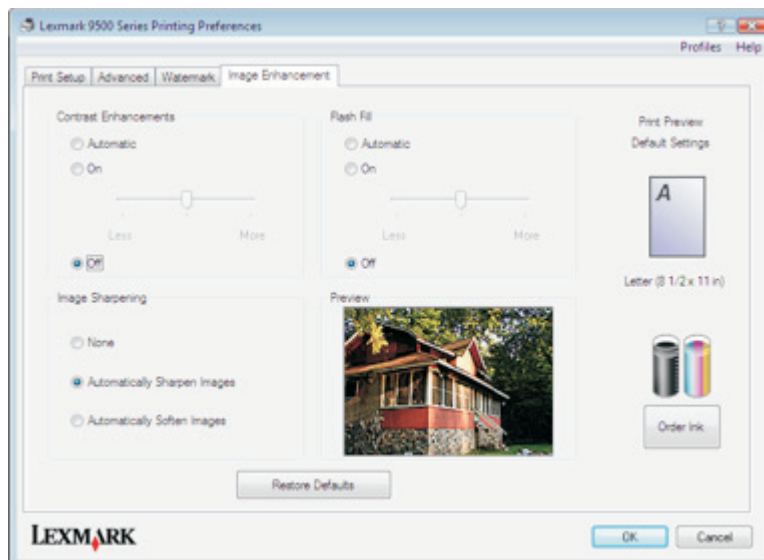 Lexmark 9500 Series Printing Preferences
Profiles Help
Print Setup Advanced Watermark Image Enhancement
Contrast Enhancements
Automatic
On
Less More
Off
Flash Fill
Automatic
On
Less More
Off
Print Preview
Default Settings
A
Letter (8 1/2 x 11 in)
Image Sharpening
None
Automatically Sharpen Images
Automatically Soften Images
Preview
Order Ink
Restore Defaults
LEXMARK
OK Cancel